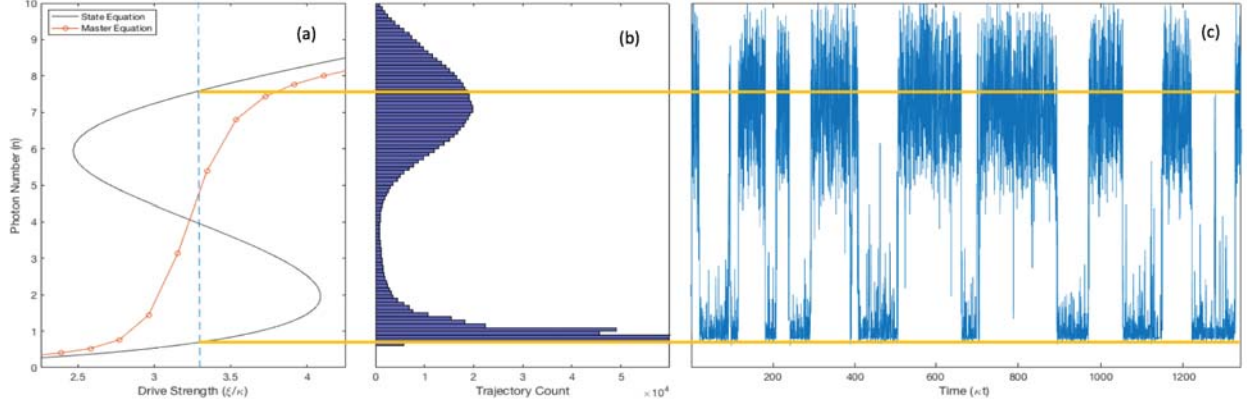 State Equation
Master Equation
(a)
(b)
(c)
Photon Number (n)
10
9
8
7
6
5
4
3
2
1
0
2.5 3 3.5 4
Drive Strength (ξ/κ)
0 1 2 3 4 5 6
Trajectory Count × 10⁴
200 400 600 800 1000 1200
Time (κt)